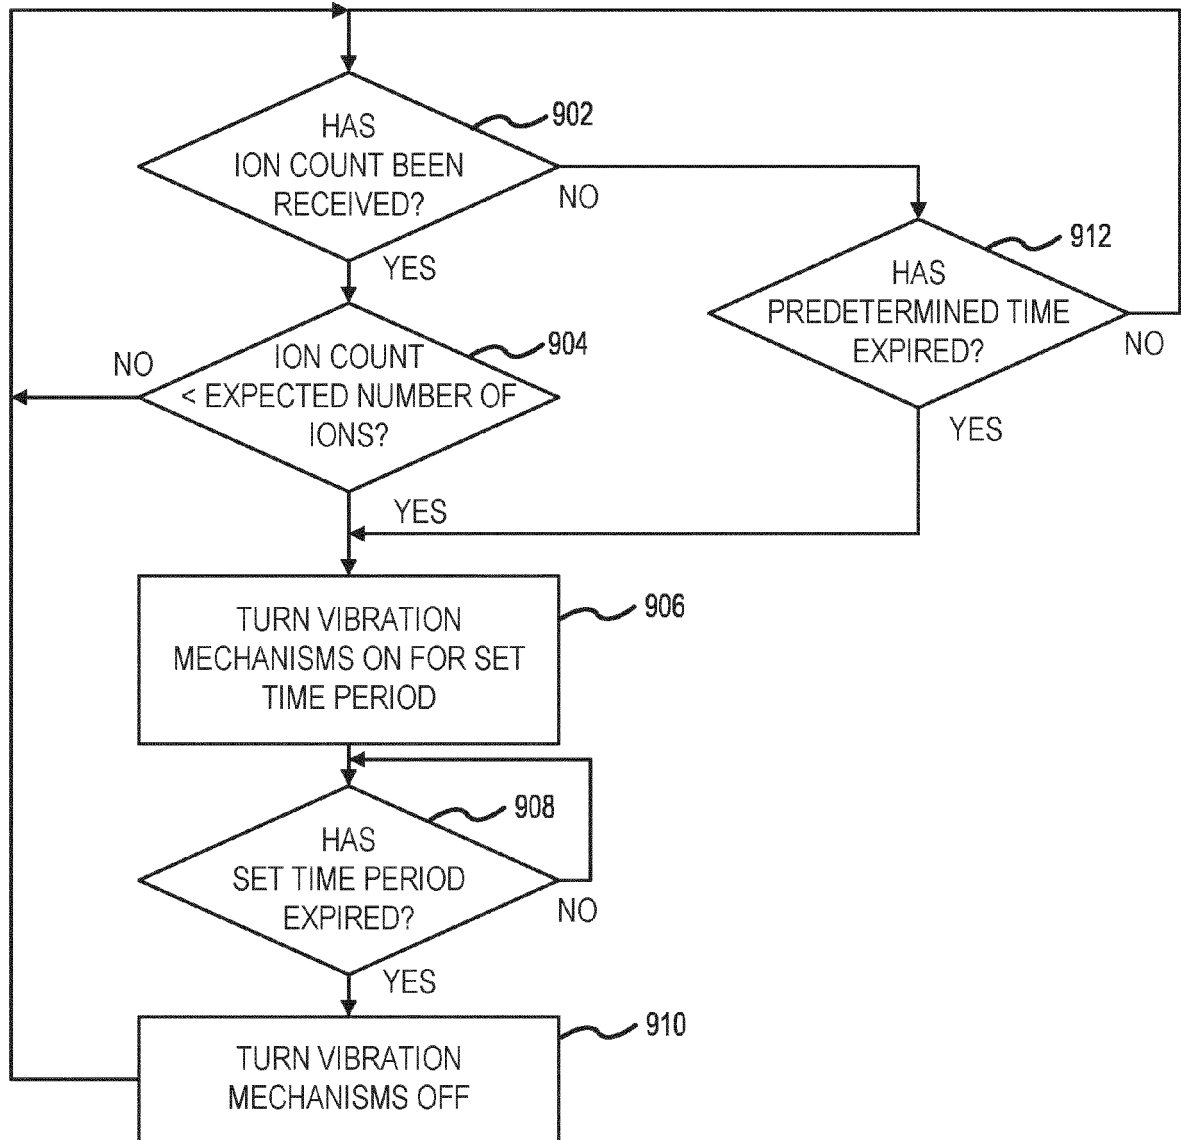 HAS
ION COUNT BEEN
RECEIVED?
902
NO
YES
HAS
PREDETERMINED TIME
EXPIRED?
912
NO
YES
ION COUNT
< EXPECTED NUMBER OF
IONS?
904
NO
YES
TURN VIBRATION
MECHANISMS ON FOR SET
TIME PERIOD
906
HAS
SET TIME PERIOD
EXPIRED?
908
NO
YES
TURN VIBRATION
MECHANISMS OFF
910